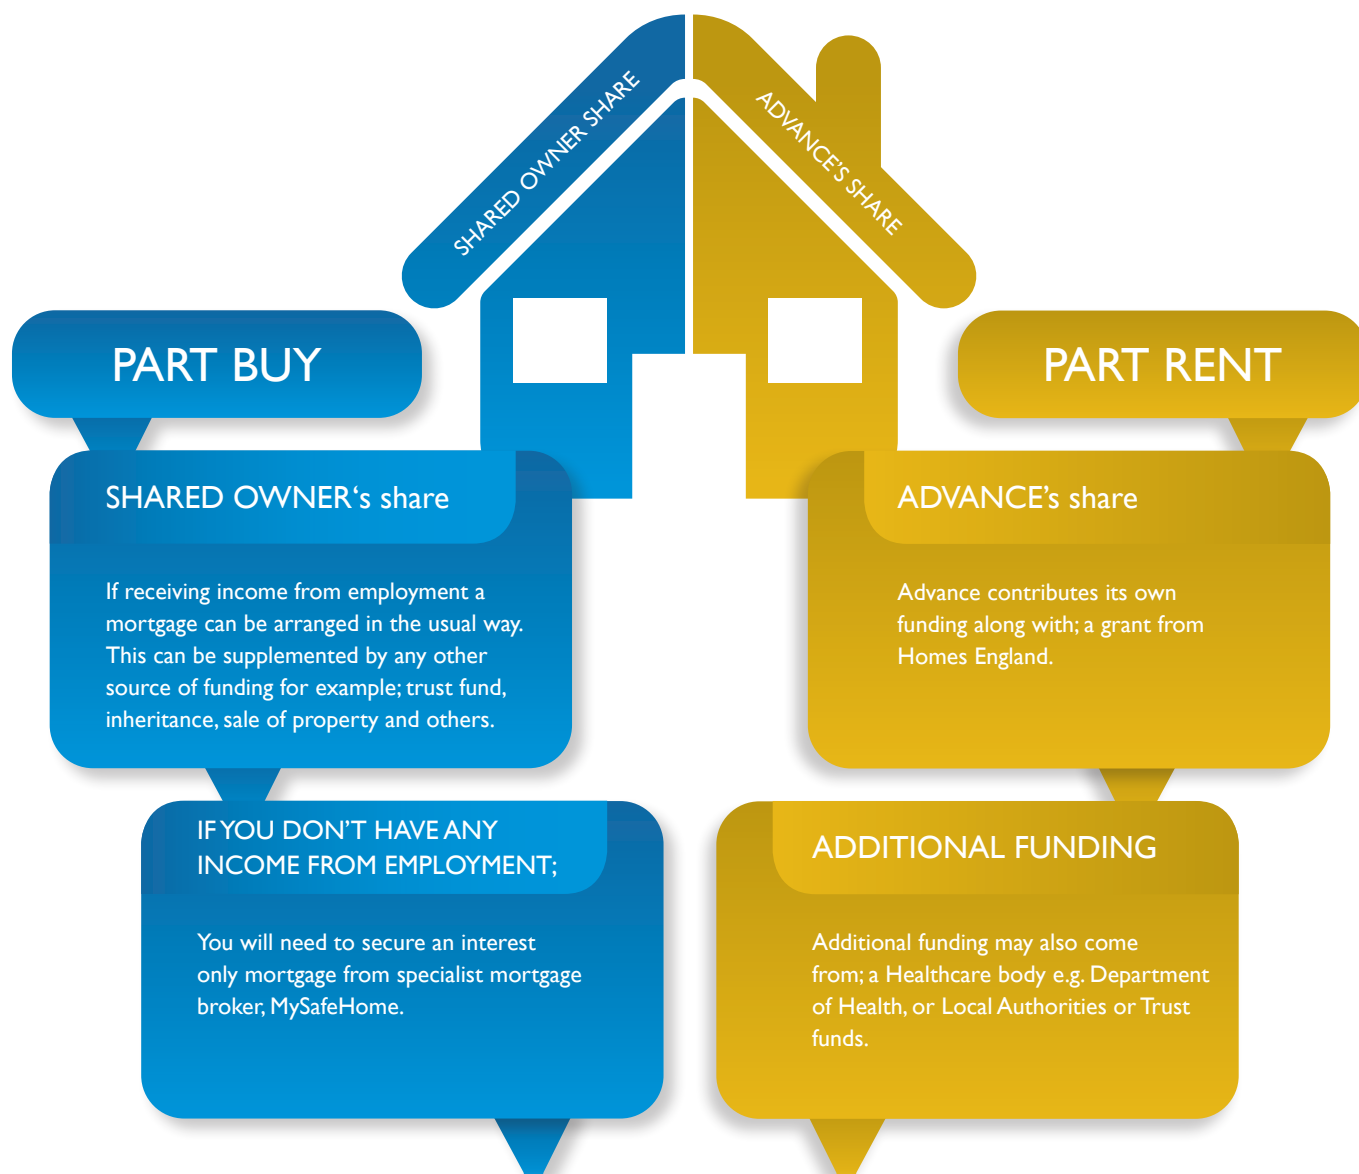 SHARED OWNER SHARE
ADVANCE'S SHARE
PART BUY
PART RENT
SHARED OWNER‘s share
If receiving income from employment a
mortgage can be arranged in the usual way.
This can be supplemented by any other
source of funding for example; trust fund,
inheritance, sale of property and others.
ADVANCE’s share
Advance contributes its own
funding along with; a grant from
Homes England.
IF YOU DON’T HAVE ANY
INCOME FROM EMPLOYMENT;
You will need to secure an interest
only mortgage from specialist mortgage
broker, MySafeHome.
ADDITIONAL FUNDING
Additional funding may also come
from; a Healthcare body e.g. Department
of Health, or Local Authorities or Trust
funds.